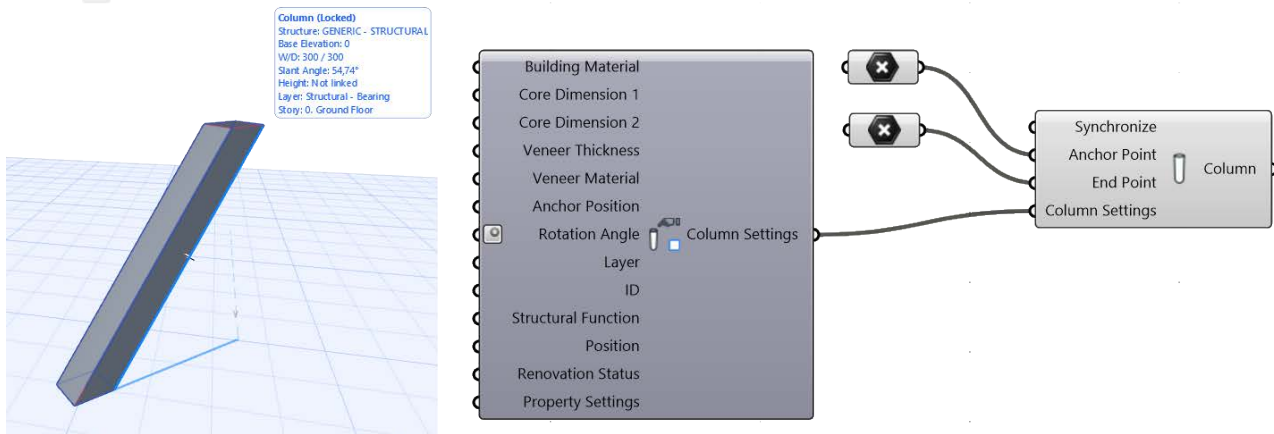 Column (Locked)
Structure: GENERIC - STRUCTURAL
Base Elevation: 0
W/D: 300 / 300
Slant Angle: 54,74°
Height: Not linked
Layer: Structural - Bearing
Story: 0. Ground Floor
Building Material
Core Dimension 1
Core Dimension 2
Veneer Thickness
Veneer Material
Anchor Position
Rotation Angle
Layer
ID
Structural Function
Position
Renovation Status
Property Settings
Column Settings
Synchronize
Anchor Point
End Point
Column Settings
Column